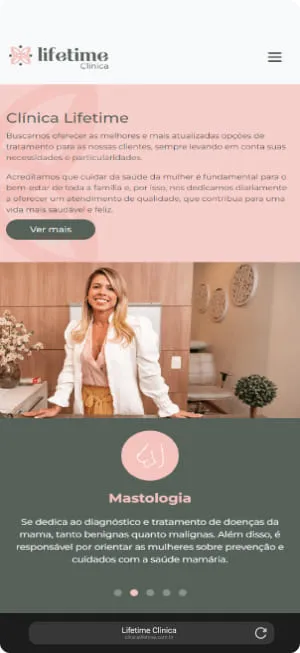 lifetime
Clínica
Clínica Lifetime
Buscamos oferecer as melhores e mais atualizadas opções de
tratamento para as nossas clientes, sempre levando em conta suas
necessidades e particularidades.
Acreditamos que cuidar da saúde da mulher é fundamental para o
bem-estar de toda a família e, por isso, nos dedicamos diariamente
a oferecer um atendimento de qualidade, que contribua para uma
vida mais saudável e feliz.
Ver mais
Mastologia
Se dedica ao diagnóstico e tratamento de doenças da
mama, tanto benignas quanto malignas. Além disso, é
responsável por orientar as mulheres sobre prevenção e
cuidados com a saúde mamária.
Lifetime Clinica